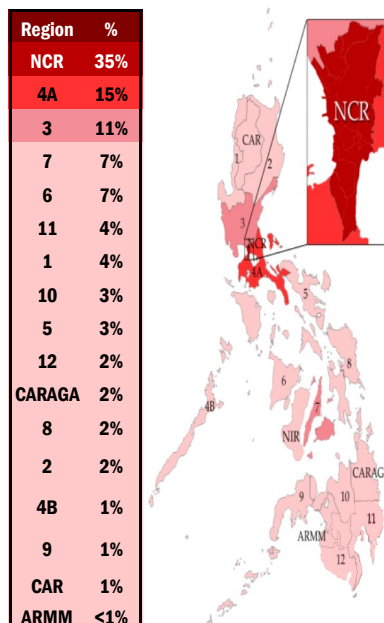 Region %
NCR 35%
4A 15%
3 11%
7 7%
6 7%
11 4%
1 4%
10 3%
5 3%
12 2%
CARAGA 2%
8 2%
2 2%
4B 1%
9 1%
CAR 1%
ARMM <1%
NCR
CAR
1
2
3
NCR
4A
5
8
6
4B
7
NIR
CARAG
9
10
11
ARMM
12